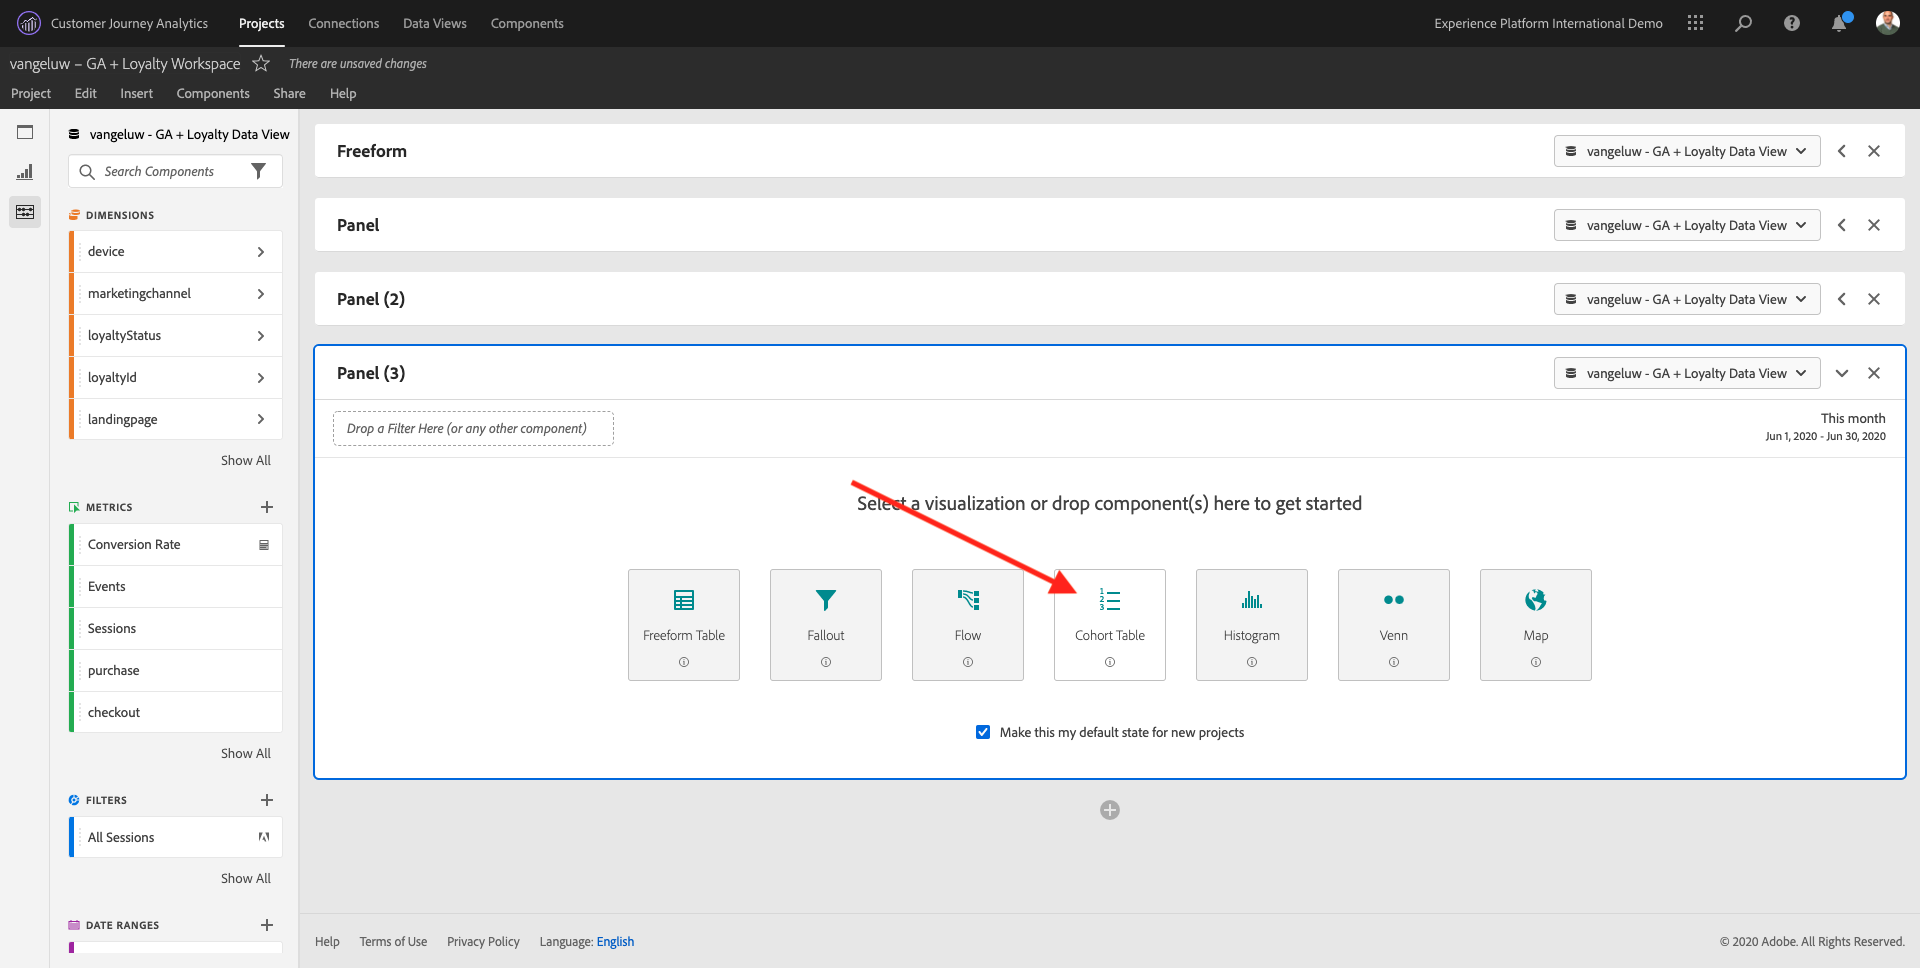 Customer Journey Analytics
Projects
Connections
Data Views
Components
Experience Platform International Demo
vangeluw – GA + Loyalty Workspace
There are unsaved changes
Project
Edit
Insert
Components
Share
Help
vangeluw - GA + Loyalty Data View
Search Components
DIMENSIONS
device
marketingchannel
loyaltyStatus
loyaltyId
landingpage
Show All
METRICS
Conversion Rate
Events
Sessions
purchase
checkout
Show All
FILTERS
All Sessions
Show All
DATE RANGES
Freeform
vangeluw - GA + Loyalty Data View
Panel
vangeluw - GA + Loyalty Data View
Panel (2)
vangeluw - GA + Loyalty Data View
Panel (3)
vangeluw - GA + Loyalty Data View
Drop a Filter Here (or any other component)
This month
Jun 1, 2020 - Jun 30, 2020
Select a visualization or drop component(s) here to get started
Freeform Table
Fallout
Flow
Cohort Table
Histogram
Venn
Map
Make this my default state for new projects
Help
Terms of Use
Privacy Policy
Language: English
© 2020 Adobe. All Rights Reserved.